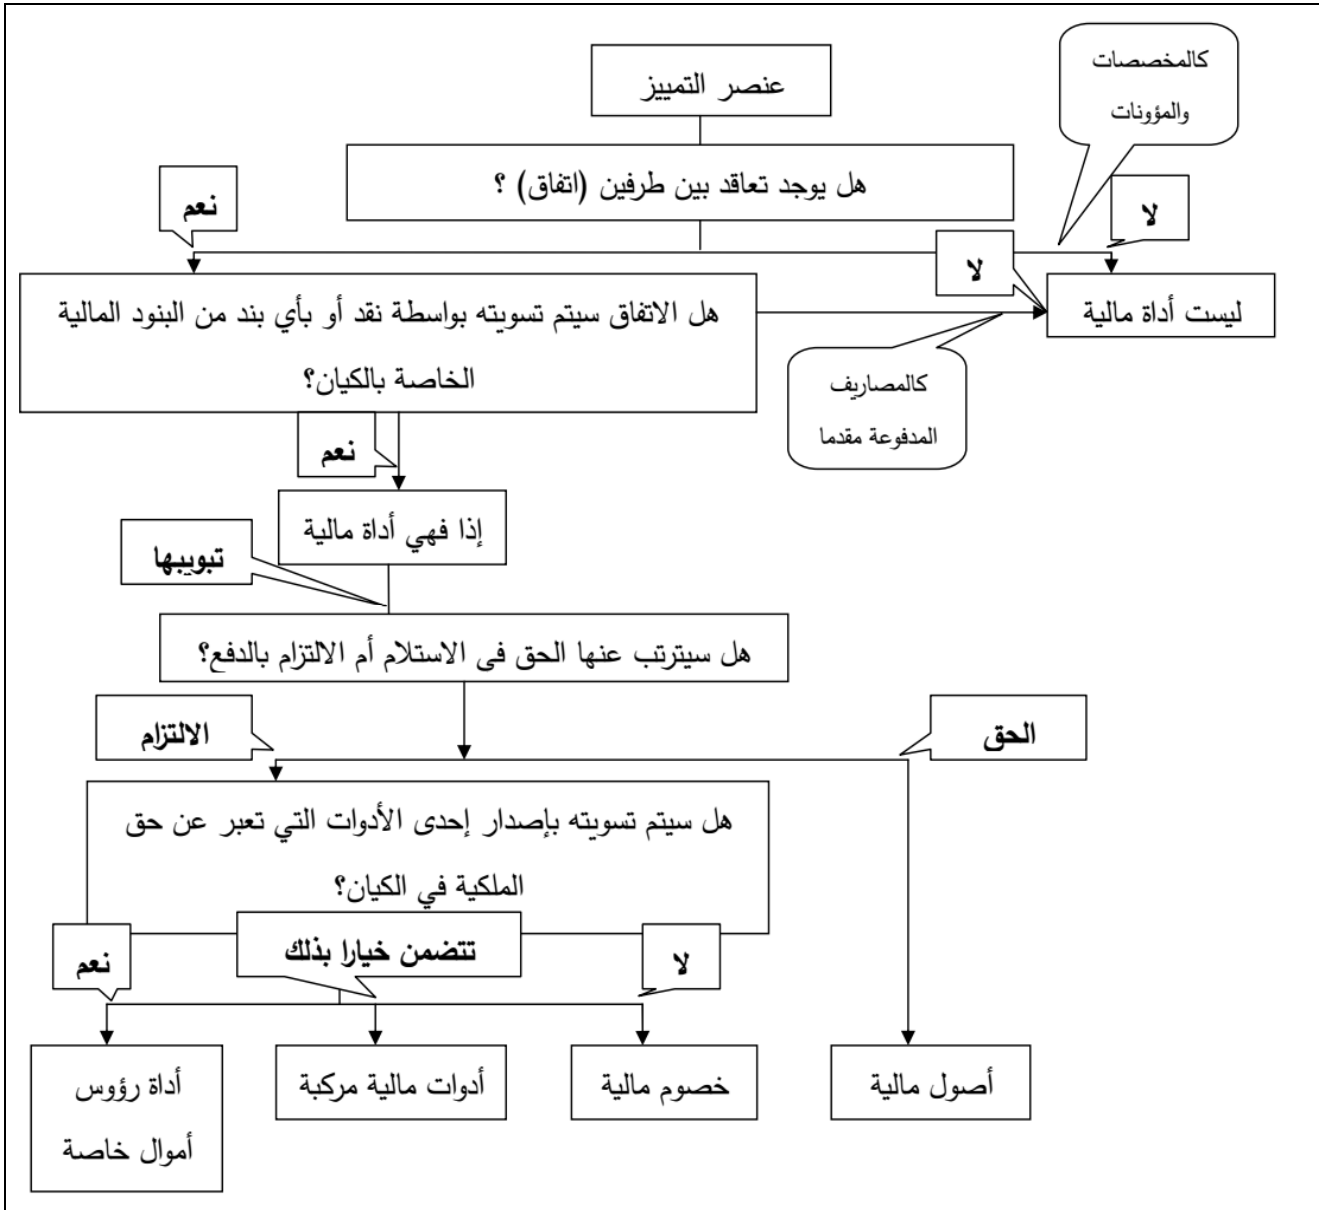 عنصر التمييز
كالمخصصات
والمؤونات
هل يوجد تعاقد بين طرفين (اتفاق) ؟
نعم
لا
لا
هل الاتفاق سيتم تسويته بواسطة نقد أو بأي بند من البنود المالية
الخاصة بالكيان؟
ليست أداة مالية
كالمصاريف
المدفوعة مقدما
نعم
إذا فهي أداة مالية
تبويبها
هل سيترتب عنها الحق في الاستلام أم الالتزام بالدفع؟
الحق
الالتزام
هل سيتم تسويته بإصدار إحدى الأدوات التي تعبر عن حق
الملكية في الكيان؟
لا
تتضمن خيارا بذلك
نعم
أصول مالية
خصوم مالية
أدوات مالية مركبة
أداة رؤوس
أموال خاصة